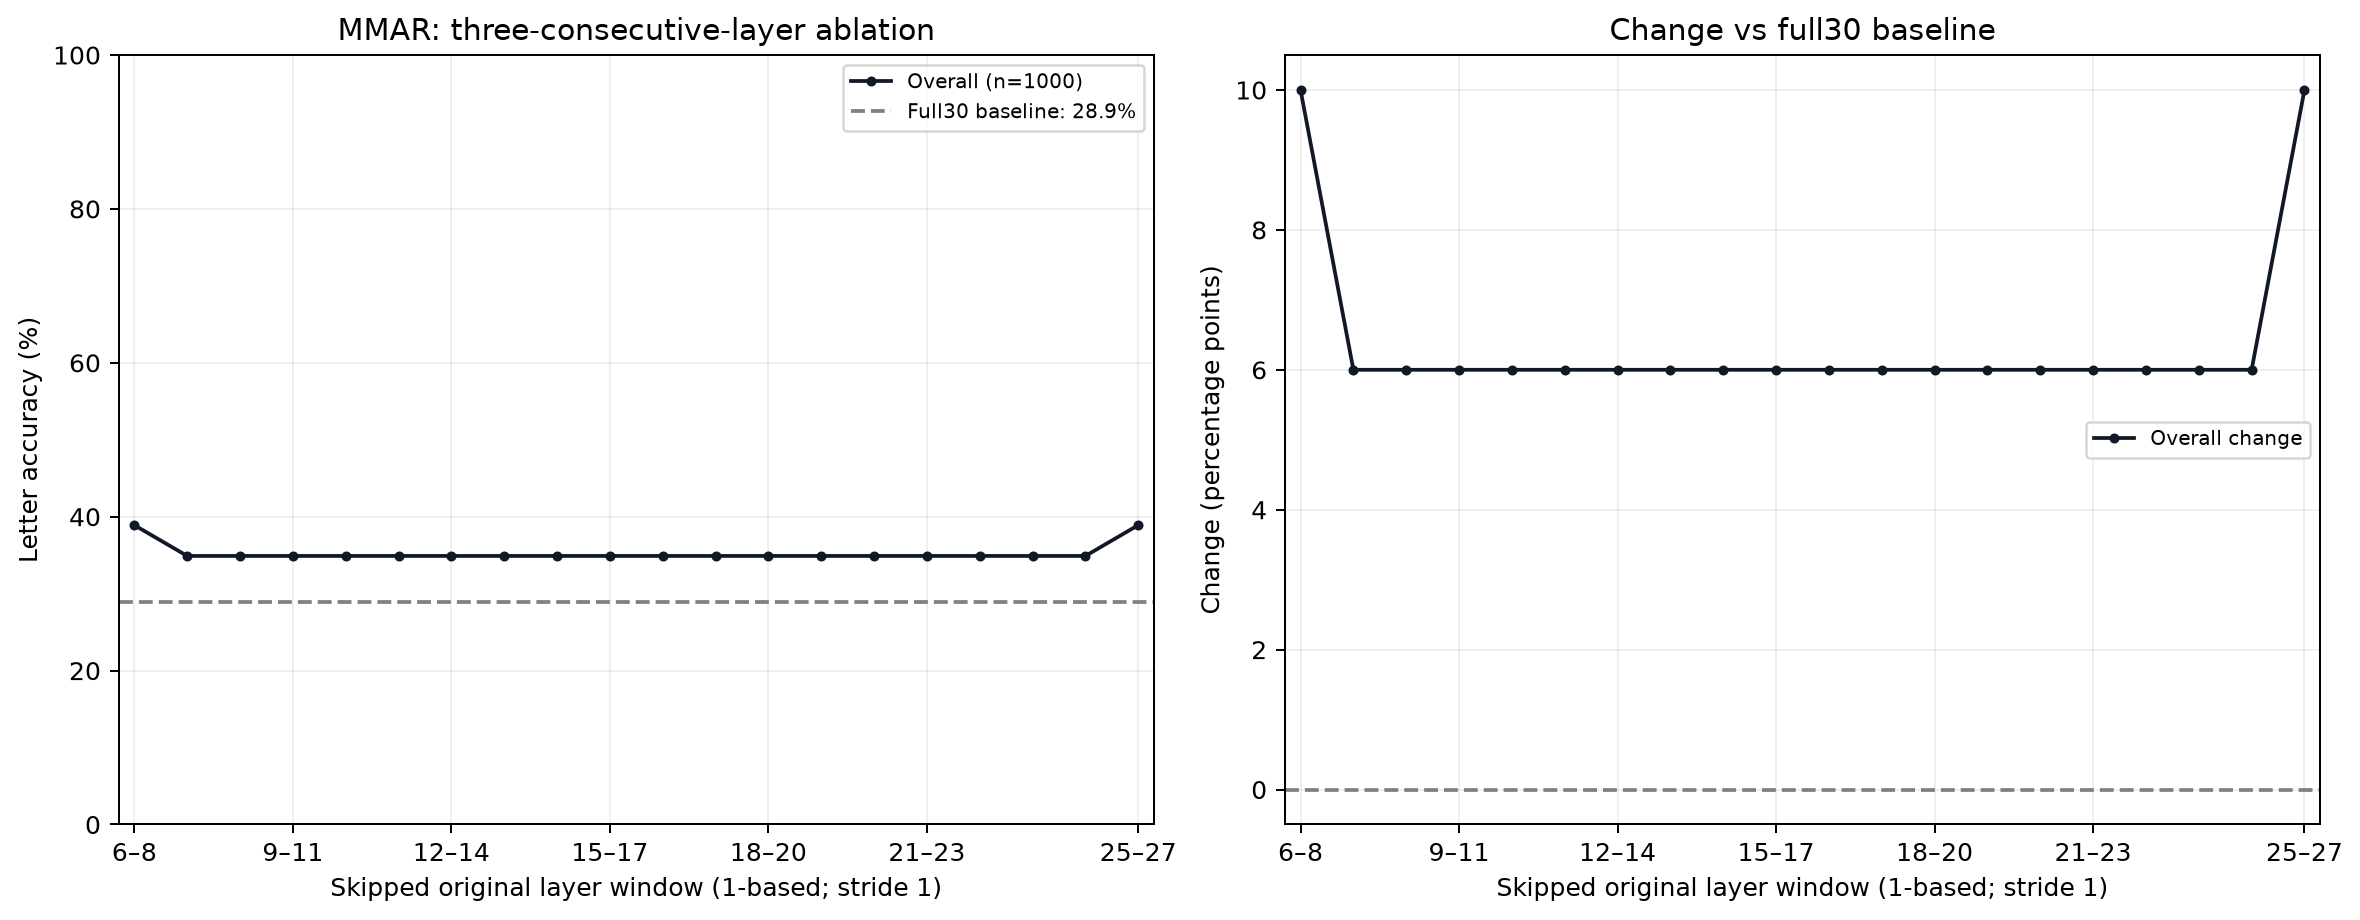 MMAR: three-consecutive-layer ablation
100
80
60
40
20
0
Letter accuracy (%)
Overall (n=1000)
Full30 baseline: 28.9%
6–8
9–11
12–14
15–17
18–20
21–23
25–27
Skipped original layer window (1-based; stride 1)
Change vs full30 baseline
10
8
6
4
2
0
Change (percentage points)
Overall change
6–8
9–11
12–14
15–17
18–20
21–23
25–27
Skipped original layer window (1-based; stride 1)